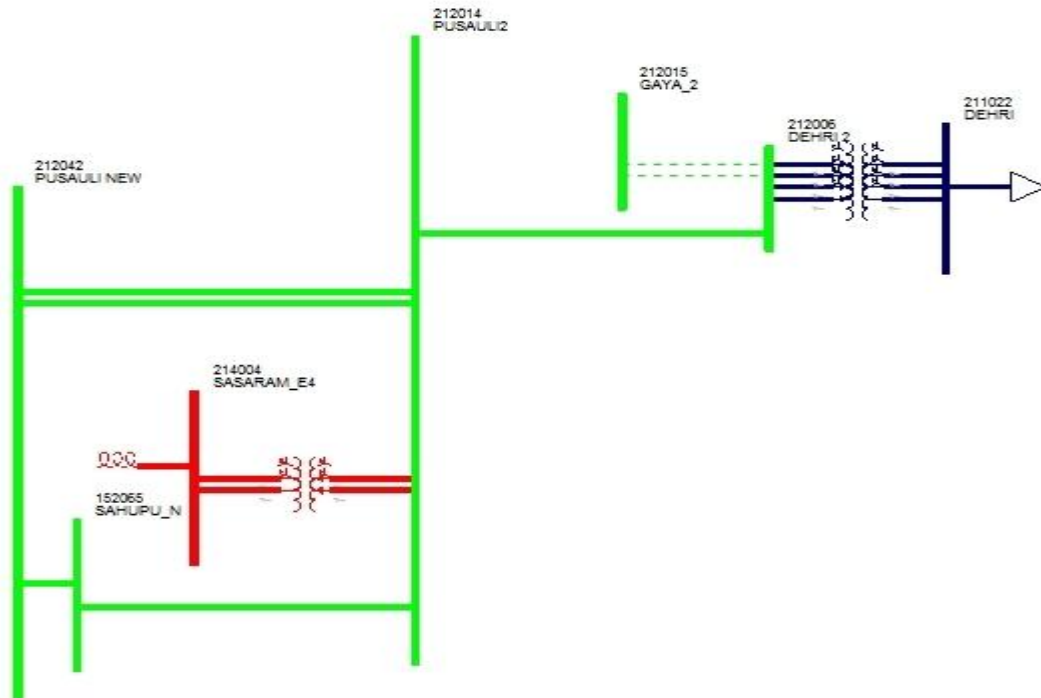 212014
PUSAULI2
212015
GAYA_2
211022
DEHRI
212006
DEHRI 2
212042
PUSAULI NEW
214004
SASARAM_E4
152065
SAHUPU_N